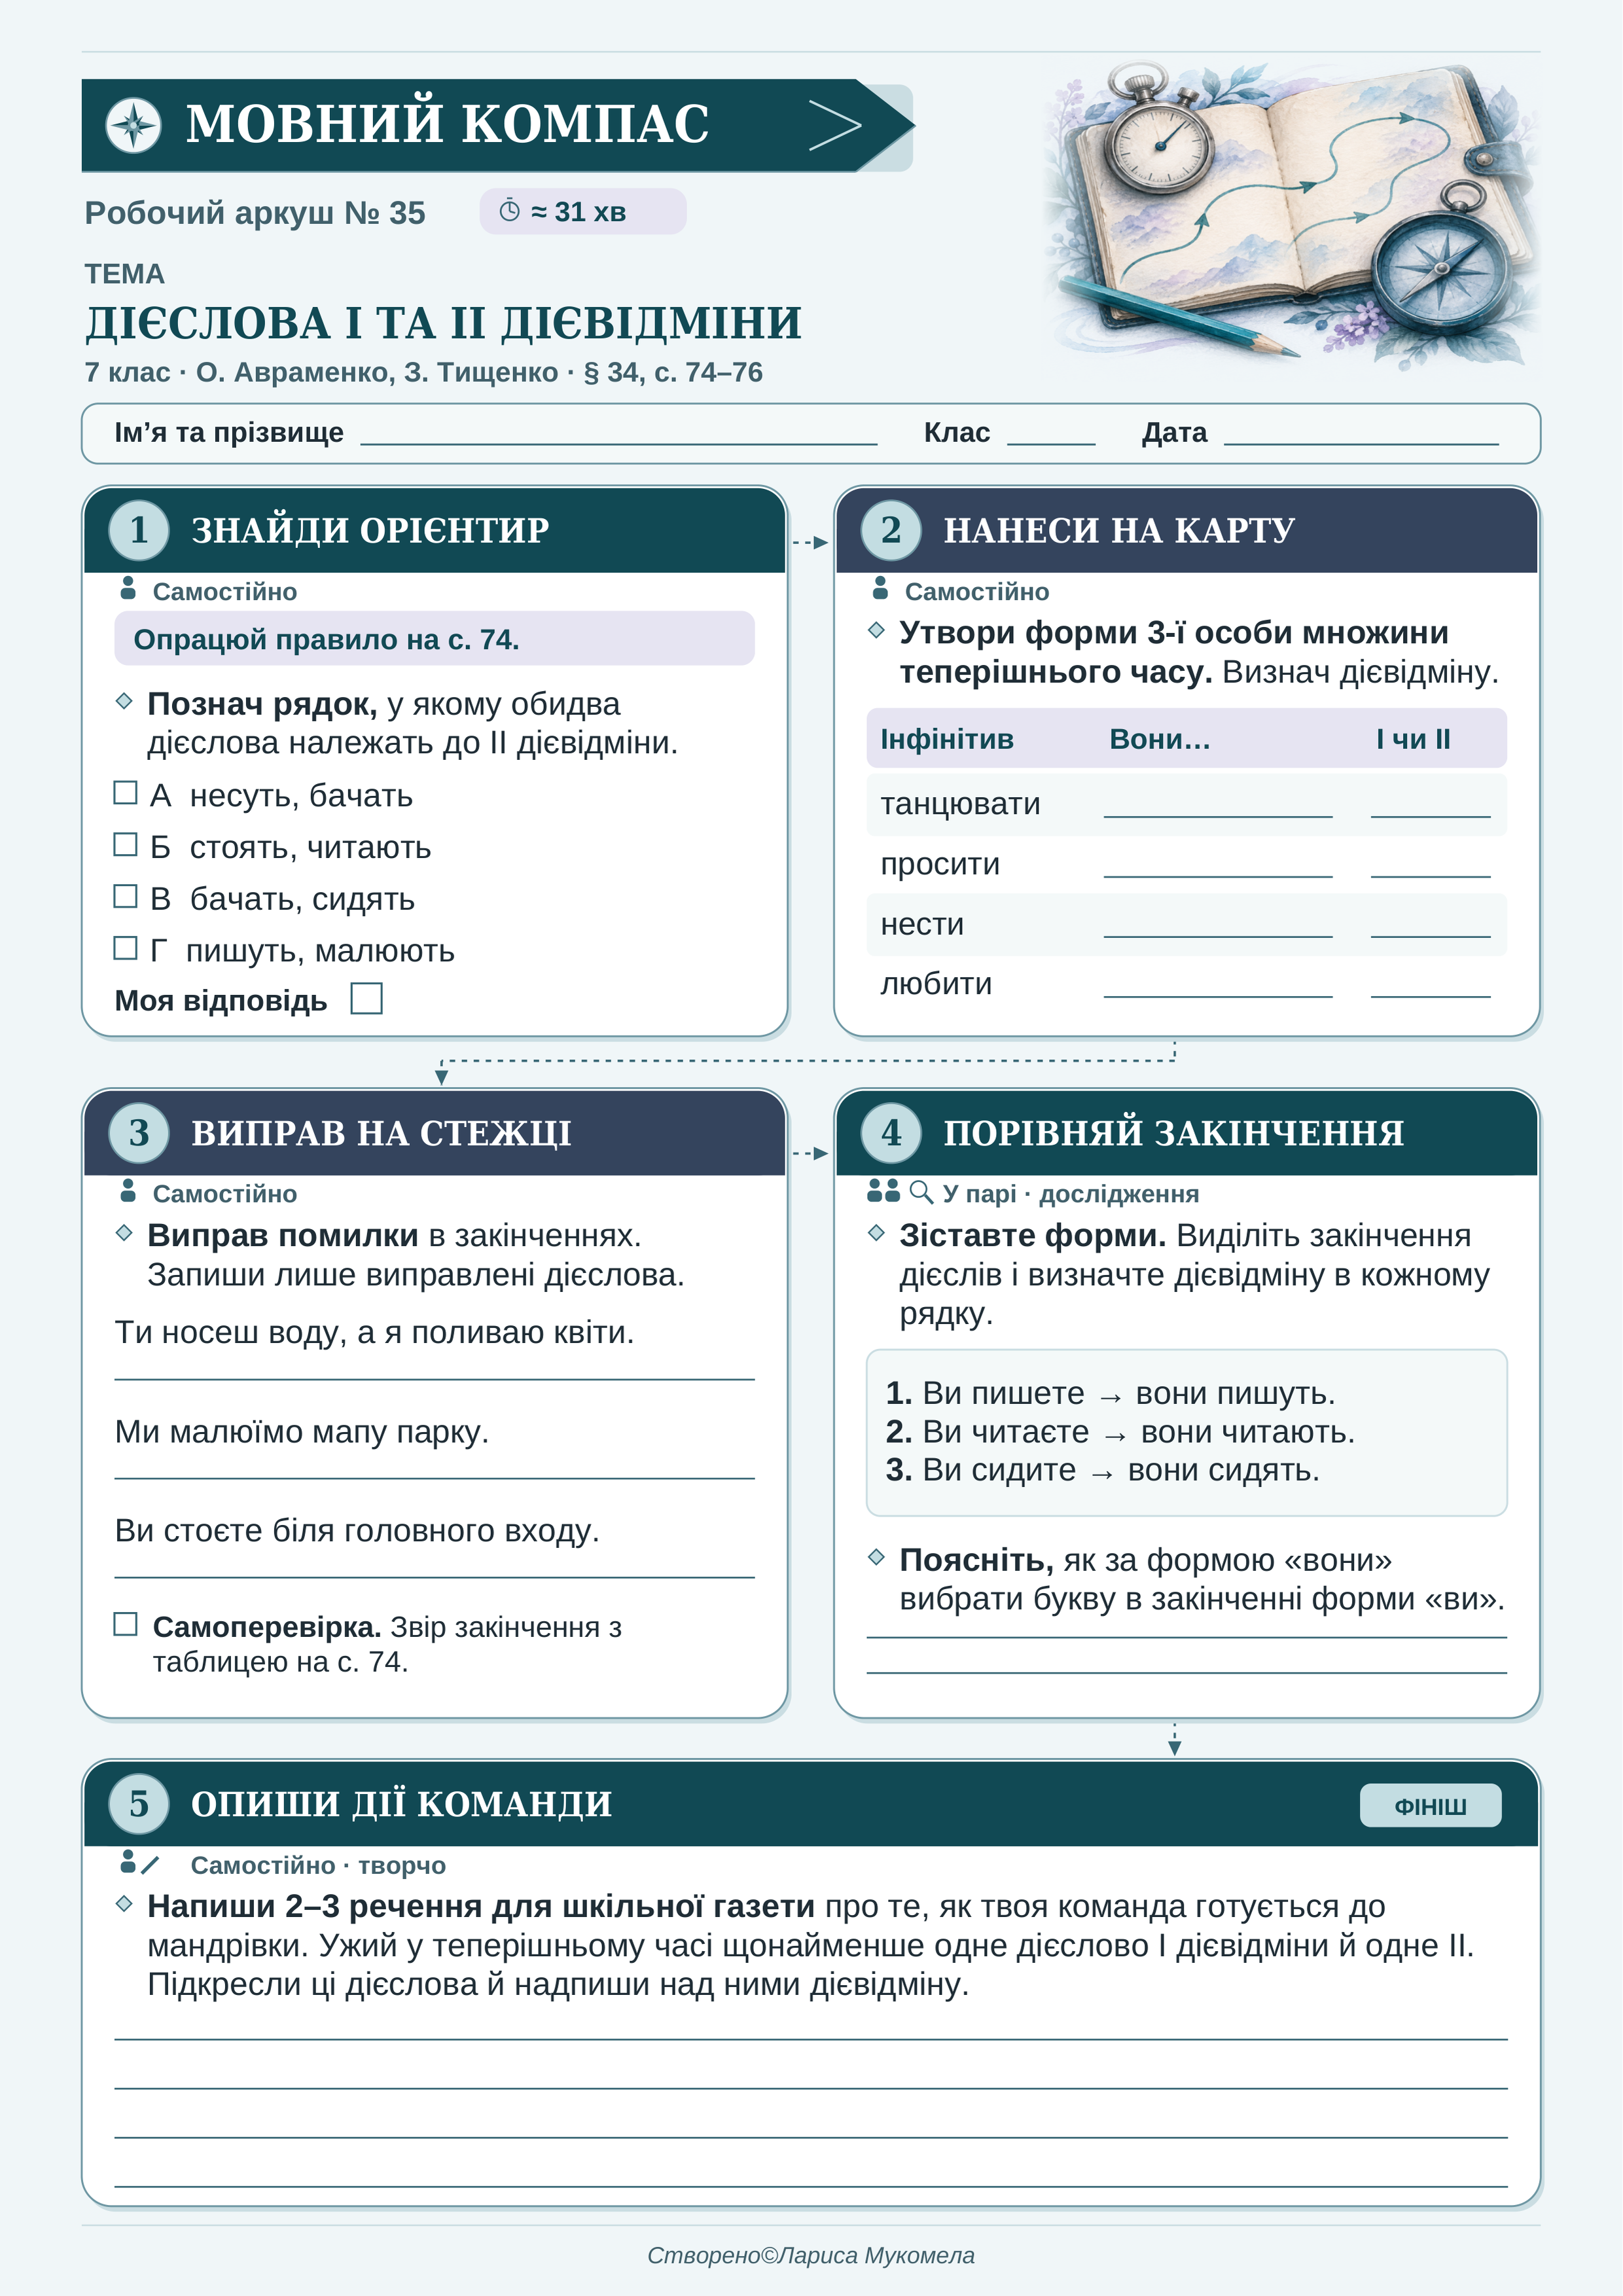 МОВНИЙ КОМПАС
Робочий аркуш № 35
≈ 31 хв
ТЕМА
ДІЄСЛОВА І ТА ІІ ДІЄВІДМІНИ
7 клас · О. Авраменко, З. Тищенко · § 34, с. 74–76
Ім’я та прізвище
Клас
Дата
1 ЗНАЙДИ ОРІЄНТИР
Самостійно
Опрацюй правило на с. 74.
Познач рядок, у якому обидва
дієслова належать до ІІ дієвідміни.
А несуть, бачать
Б стоять, читають
В бачать, сидять
Г пишуть, малюють
Моя відповідь
2 НАНЕСИ НА КАРТУ
Самостійно
Утвори форми 3-ї особи множини
теперішнього часу. Визнач дієвідміну.
Інфінітив Вони… І чи ІІ
танцювати
просити
нести
любити
3 ВИПРАВ НА СТЕЖЦІ
Самостійно
Виправ помилки в закінченнях.
Запиши лише виправлені дієслова.
Ти носеш воду, а я поливаю квіти.
Ми малюїмо мапу парку.
Ви стоєте біля головного входу.
Самоперевірка. Звір закінчення з
таблицею на с. 74.
4 ПОРІВНЯЙ ЗАКІНЧЕННЯ
У парі · дослідження
Зіставте форми. Виділіть закінчення
дієслів і визначте дієвідміну в кожному
рядку.
1. Ви пишете → вони пишуть.
2. Ви читаєте → вони читають.
3. Ви сидите → вони сидять.
Поясніть, як за формою «вони»
вибрати букву в закінченні форми «ви».
5 ОПИШИ ДІЇ КОМАНДИ
ФІНІШ
Самостійно · творчо
Напиши 2–3 речення для шкільної газети про те, як твоя команда готується до
мандрівки. Ужий у теперішньому часі щонайменше одне дієслово І дієвідміни й одне ІІ.
Підкресли ці дієслова й надпиши над ними дієвідміну.
Створено©Лариса Мукомела